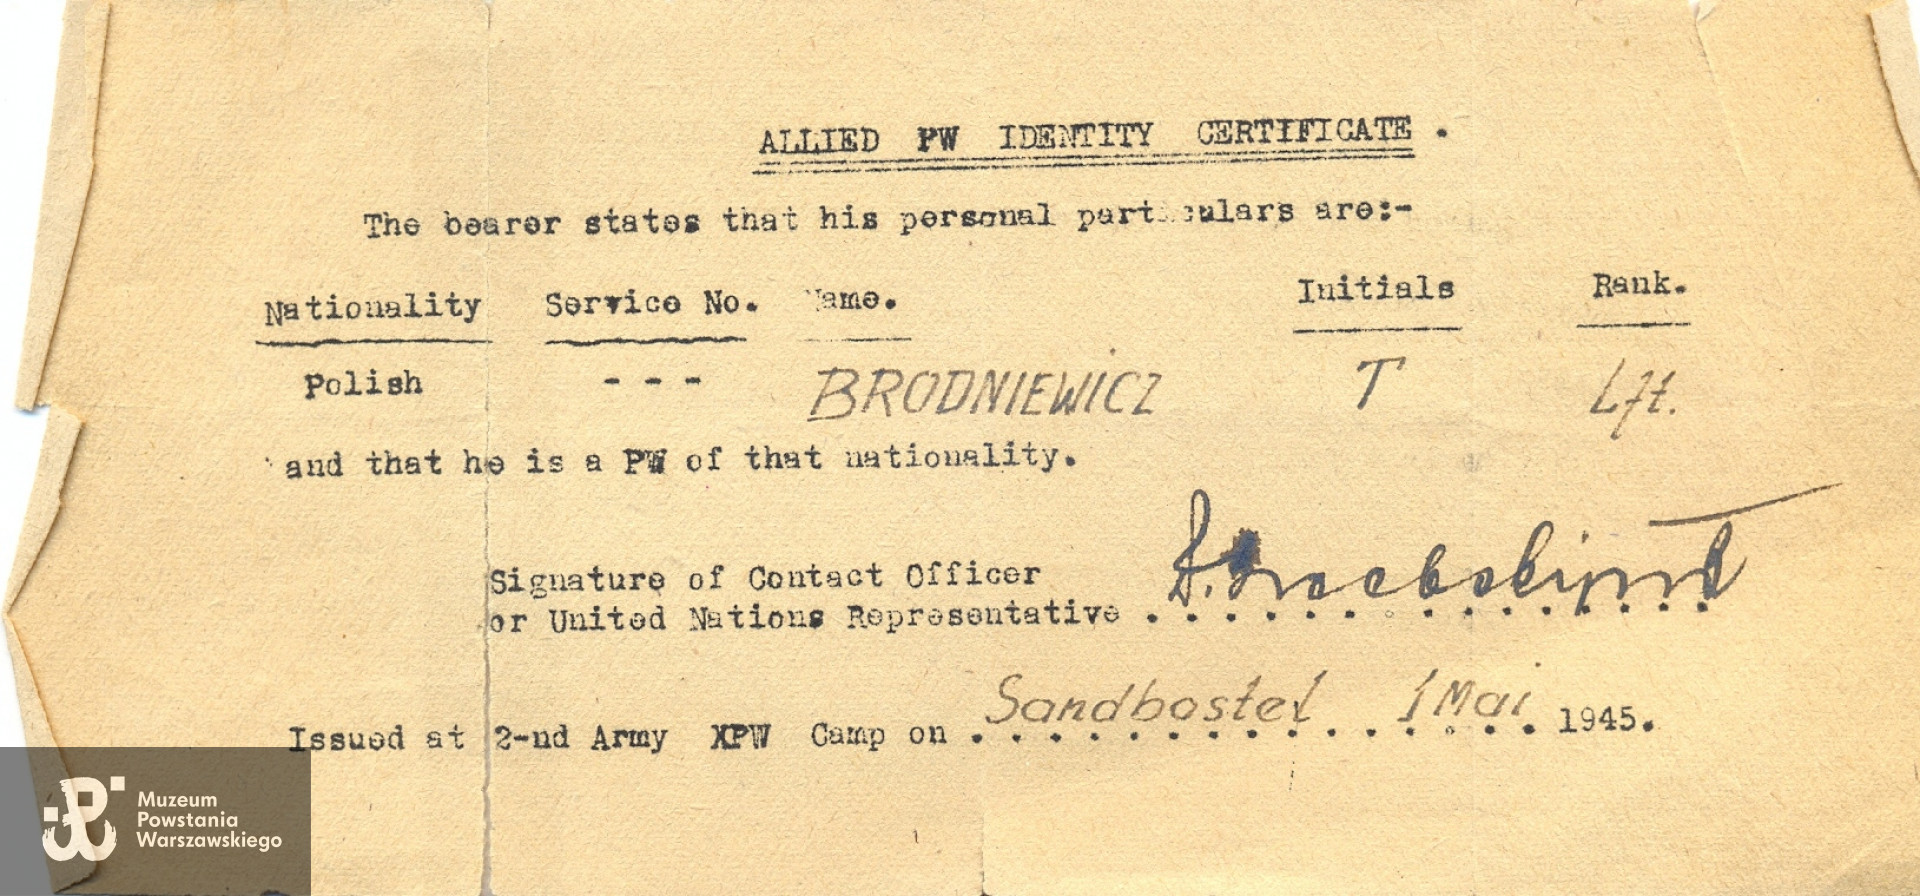 ALLIED PW IDENTITY CERTIFICATE.
The bearer states that his personal particulars are:-
Nationality Service No. Name. Initials Rank.
Polish - - - BRODNIEWICZ T Lft.
and that he is a PW of that nationality.
Signature of Contact Officer
or United Nations Representative . . . . . . . . . . . . . . .
Sandbostel 1 Mai
Issued at 2-nd Army XPW Camp on . . . . . . . . . . . . . . . 1945.
Muzeum
Powstania
Warszawskiego